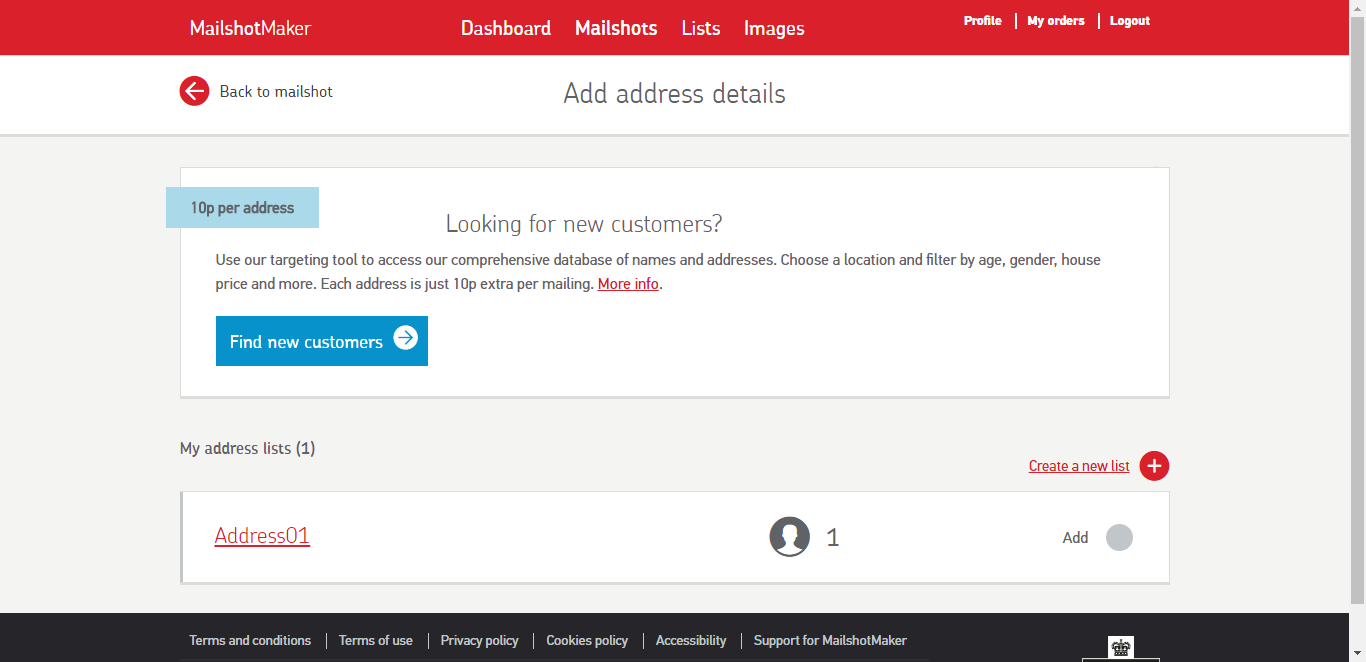 MailshotMaker
Dashboard
Mailshots
Lists
Images
Profile
My orders
Logout
Back to mailshot
Add address details
10p per address
Looking for new customers?
Use our targeting tool to access our comprehensive database of names and addresses. Choose a location and filter by age, gender, house
price and more. Each address is just 10p extra per mailing. More info.
Find new customers
My address lists (1)
Create a new list
Address01
1
Add
Terms and conditions
Terms of use
Privacy policy
Cookies policy
Accessibility
Support for MailshotMaker